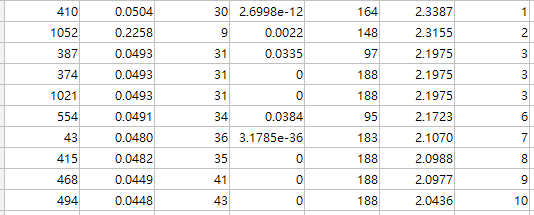 410 0.0504 30 2.6998e-12 164 2.3387 1
1052 0.2258 9 0.0022 148 2.3155 2
387 0.0493 31 0.0335 97 2.1975 3
374 0.0493 31 0 188 2.1975 3
1021 0.0493 31 0 188 2.1975 3
554 0.0491 34 0.0384 95 2.1723 6
43 0.0480 36 3.1785e-36 183 2.1070 7
415 0.0482 35 0 188 2.0988 8
468 0.0449 41 0 188 2.0977 9
494 0.0448 43 0 188 2.0436 10